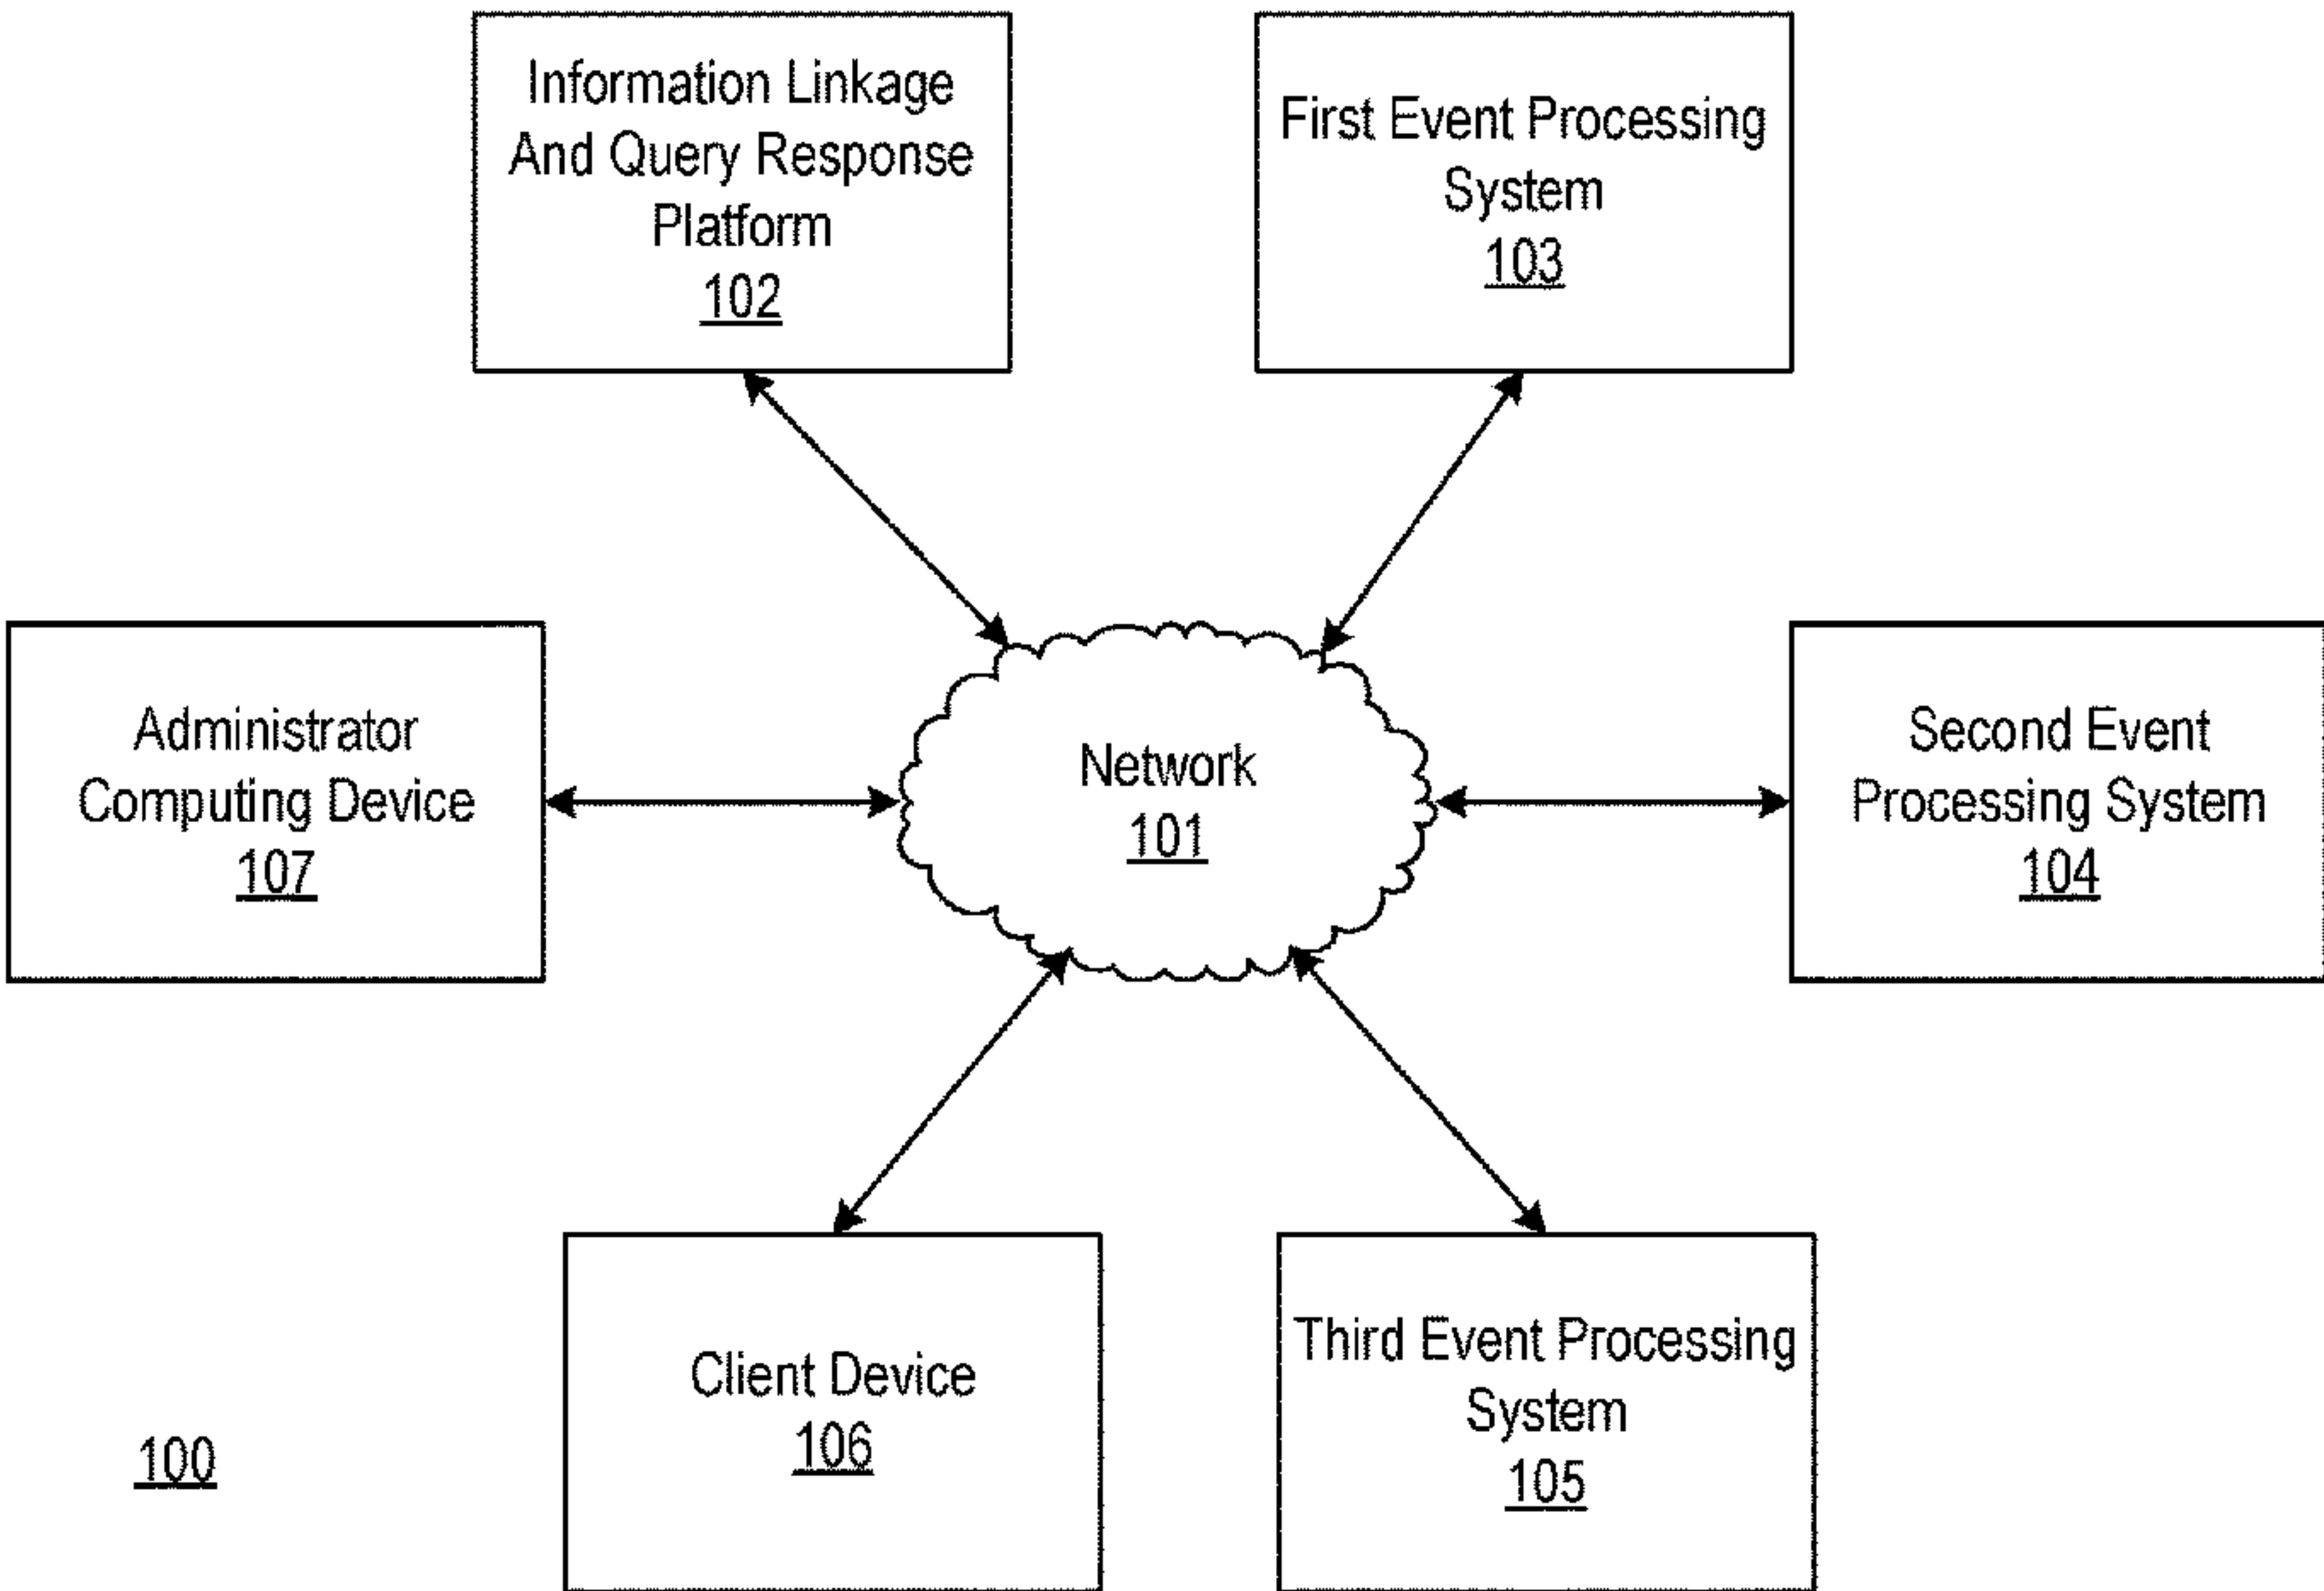 Information Linkage
And Query Response
Platform
102
First Event Processing
System
103
Administrator
Computing Device
107
Network
101
Second Event
Processing System
104
Client Device
106
Third Event Processing
System
105
100